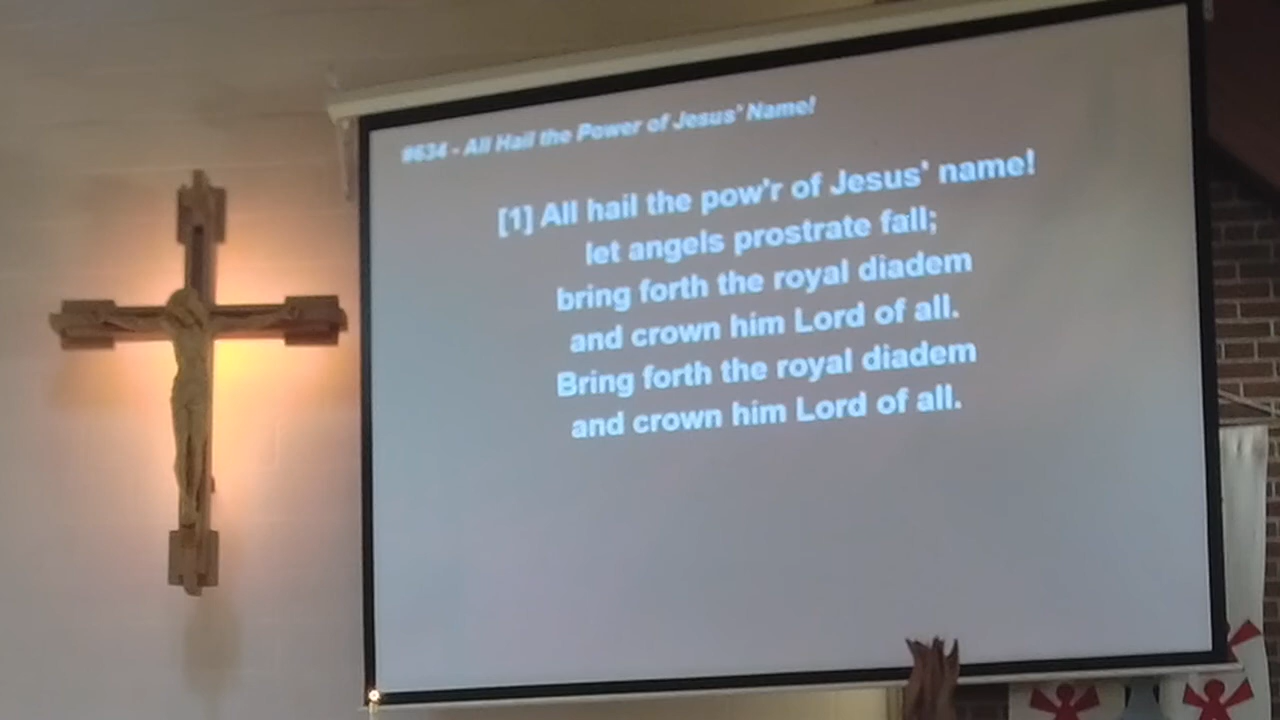 #634 - All Hail the Power of Jesus' Name!
[1] All hail the pow'r of Jesus' name!
let angels prostrate fall;
bring forth the royal diadem
and crown him Lord of all.
Bring forth the royal diadem
and crown him Lord of all.